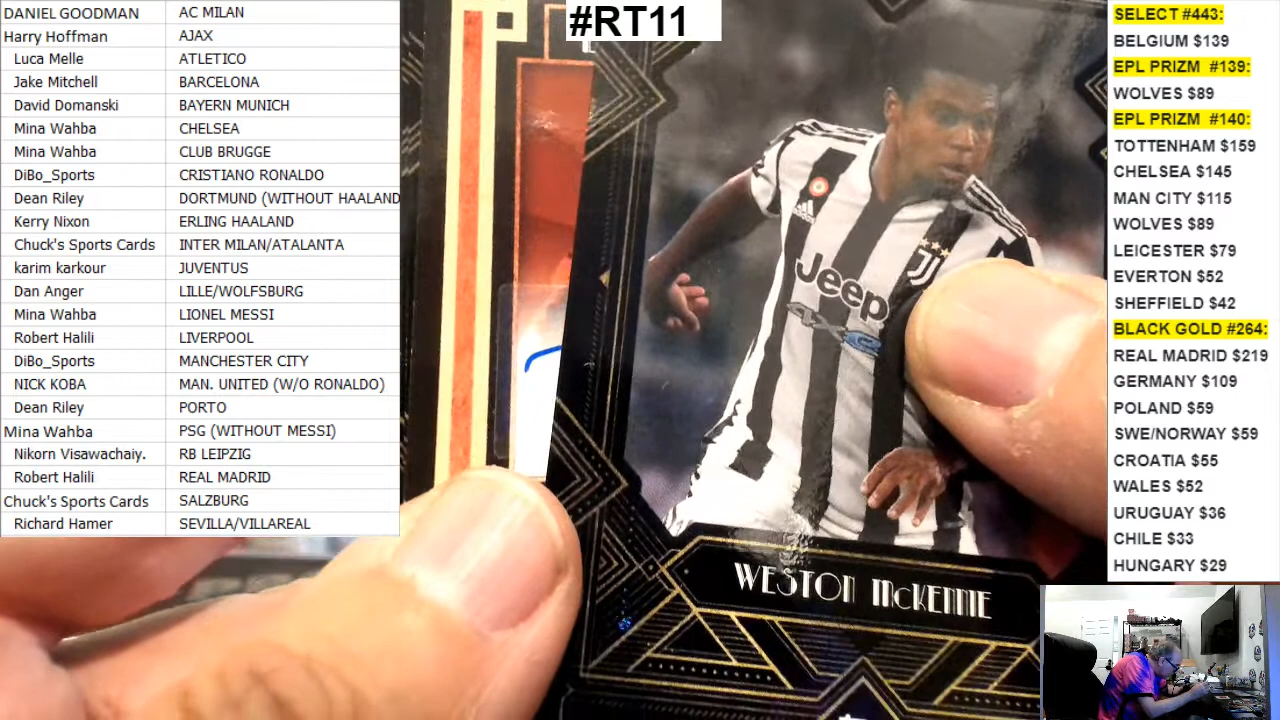 #RT11
DANIEL GOODMAN AC MILAN
Harry Hoffman AJAX
Luca Melle ATLETICO
Jake Mitchell BARCELONA
David Domanski BAYERN MUNICH
Mina Wahba CHELSEA
Mina Wahba CLUB BRUGGE
DiBo_Sports CRISTIANO RONALDO
Dean Riley DORTMUND (WITHOUT HAALAND
Kerry Nixon ERLING HAALAND
Chuck's Sports Cards INTER MILAN/ATALANTA
karim karkour JUVENTUS
Dan Anger LILLE/WOLFSBURG
Mina Wahba LIONEL MESSI
Robert Halili LIVERPOOL
DiBo_Sports MANCHESTER CITY
NICK KOBA MAN. UNITED (W/O RONALDO)
Dean Riley PORTO
Mina Wahba PSG (WITHOUT MESSI)
Nikorn Visawachaiy. RB LEIPZIG
Robert Halili REAL MADRID
Chuck's Sports Cards SALZBURG
Richard Hamer SEVILLA/VILLAREAL
adidas
Jeep
4xe
WESTON McKENNIE
SELECT #443:
BELGIUM $139
EPL PRIZM #139:
WOLVES $89
EPL PRIZM #140:
TOTTENHAM $159
CHELSEA $145
MAN CITY $115
WOLVES $89
LEICESTER $79
EVERTON $52
SHEFFIELD $42
BLACK GOLD #264:
REAL MADRID $219
GERMANY $109
POLAND $59
SWE/NORWAY $59
CROATIA $55
WALES $52
URUGUAY $36
CHILE $33
HUNGARY $29